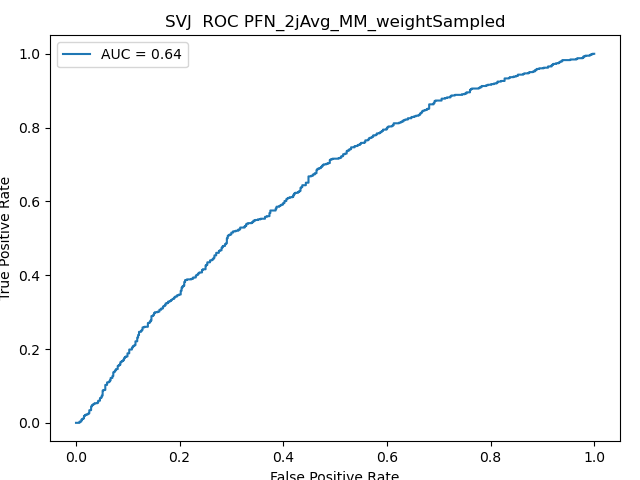 SVJ  ROC PFN_2jAvg_MM_weightSampled
AUC = 0.64
True Positive Rate
1.0
0.8
0.6
0.4
0.2
0.0
0.0 0.2 0.4 0.6 0.8 1.0
False Positive Rate